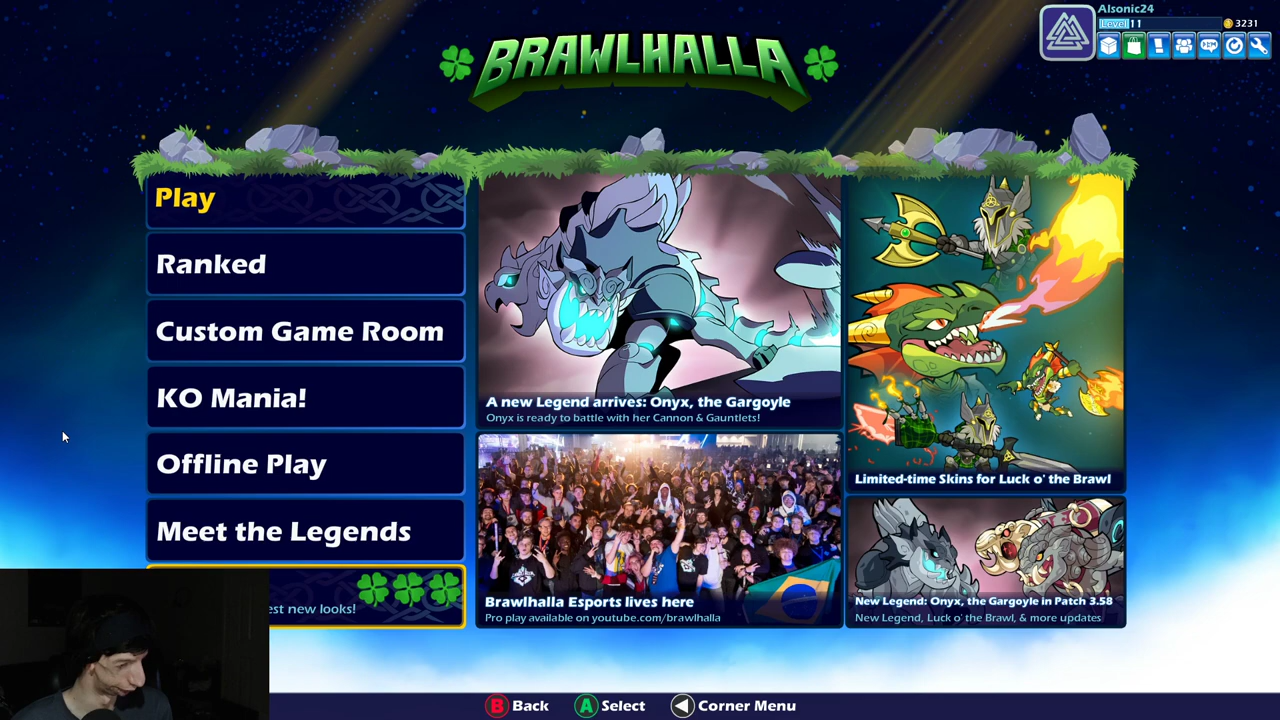 Alsonic24
Level 11
3231
BRAWLHALLA
Play
Ranked
Custom Game Room
KO Mania!
Offline Play
Meet the Legends
est new looks!
A new Legend arrives: Onyx, the Gargoyle
Onyx is ready to battle with her Cannon & Gauntlets!
Brawlhalla Esports lives here
Pro play available on youtube.com/brawlhalla
Limited-time Skins for Luck o' the Brawl
New Legend: Onyx, the Gargoyle in Patch 3.58
New Legend, Luck o' the Brawl, & more updates
B Back
A Select
Corner Menu